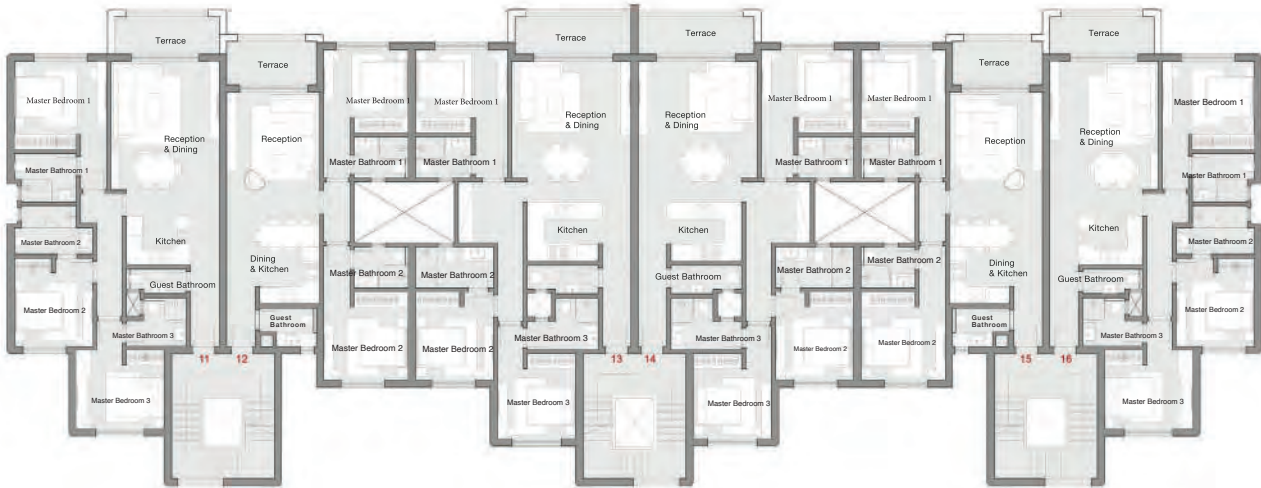 Terrace
Terrace
Terrace
Terrace
Terrace
Terrace
Master Bedroom 1
Reception
& Dining
Reception
Master Bedroom 1
Master Bedroom 1
Reception
& Dining
Reception
& Dining
Master Bedroom 1
Master Bedroom 1
Reception
Reception
& Dining
Master Bedroom 1
Master Bathroom 1
Master Bathroom 1
Master Bathroom 1
Master Bathroom 1
Master Bathroom 1
Master Bathroom 1
Master Bathroom 2
Kitchen
Dining
& Kitchen
Master Bathroom 2
Master Bathroom 2
Kitchen
Kitchen
Master Bathroom 2
Master Bathroom 2
Dining
& Kitchen
Kitchen
Master Bathroom 2
Guest Bathroom
Guest Bathroom
Guest Bathroom
Master Bedroom 2
Guest
Bathroom
Master Bedroom 2
Master Bedroom 2
Master Bathroom 3
Master Bathroom 3
Master Bedroom 2
Master Bedroom 2
Guest
Bathroom
Master Bathroom 3
Master Bedroom 2
Master Bathroom 3
11
12
13
14
15
16
Master Bedroom 3
Master Bedroom 3
Master Bedroom 3
Master Bedroom 3